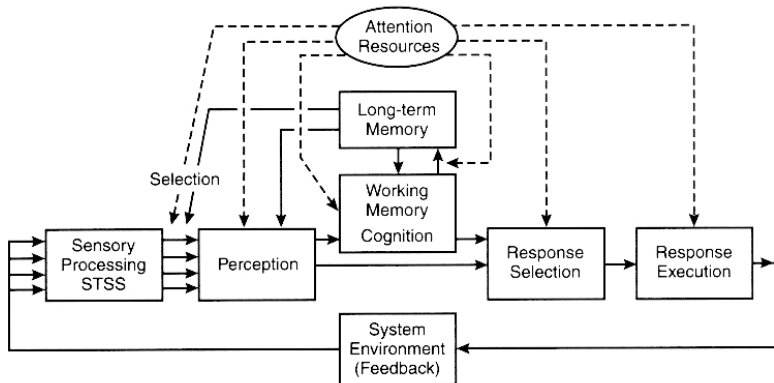 Attention
Resources
Long-term
Memory
Selection
Working
Memory
Cognition
Sensory
Processing
STSS
Perception
Response
Selection
Response
Execution
System
Environment
(Feedback)